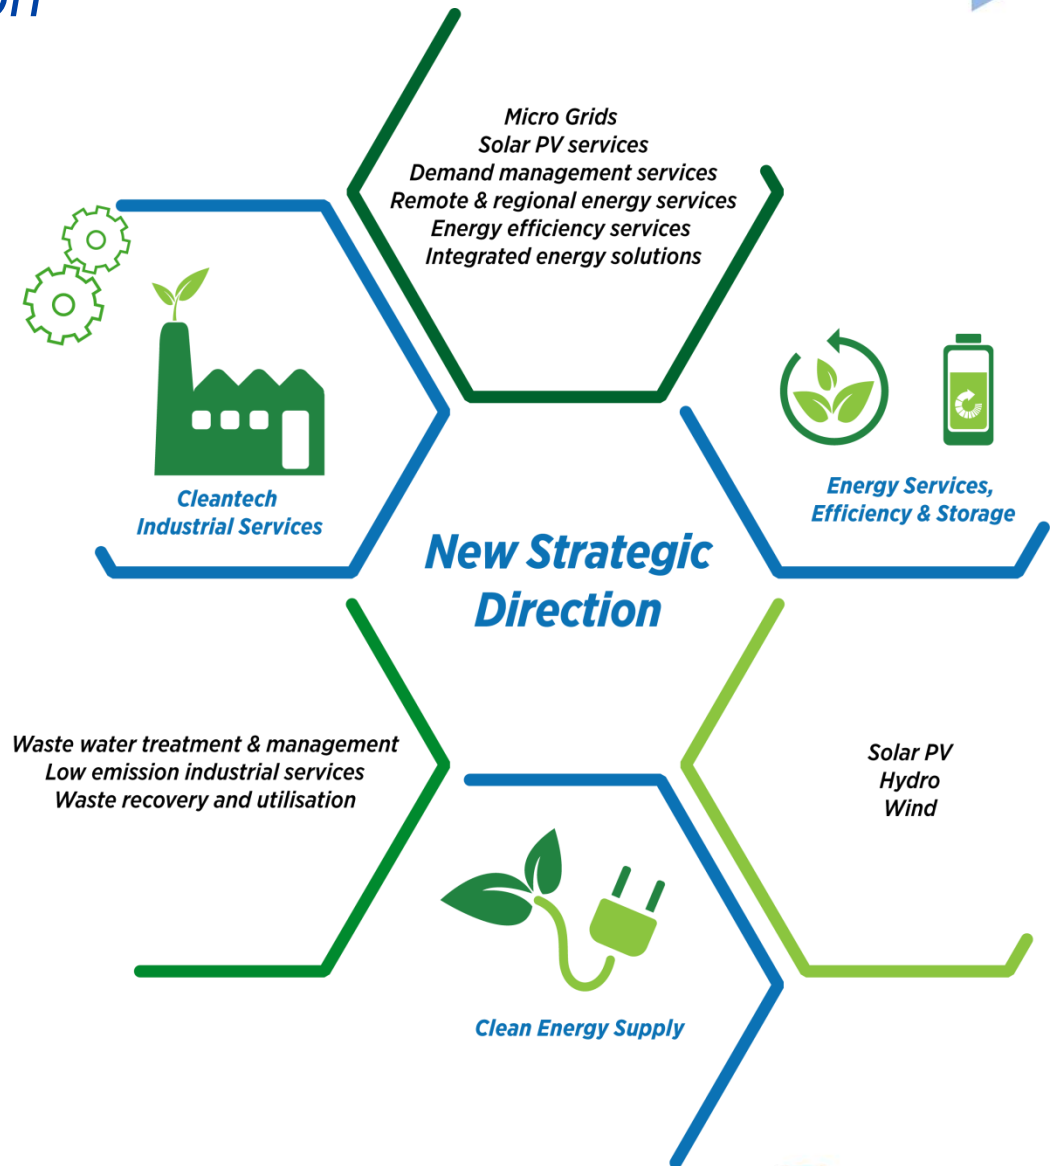 Micro Grids
Solar PV services
Demand management services
Remote & regional energy services
Energy efficiency services
Integrated energy solutions
Cleantech
Industrial Services
Energy Services,
Efficiency & Storage
New Strategic
Direction
Waste water treatment & management
Low emission industrial services
Waste recovery and utilisation
Solar PV
Hydro
Wind
Clean Energy Supply